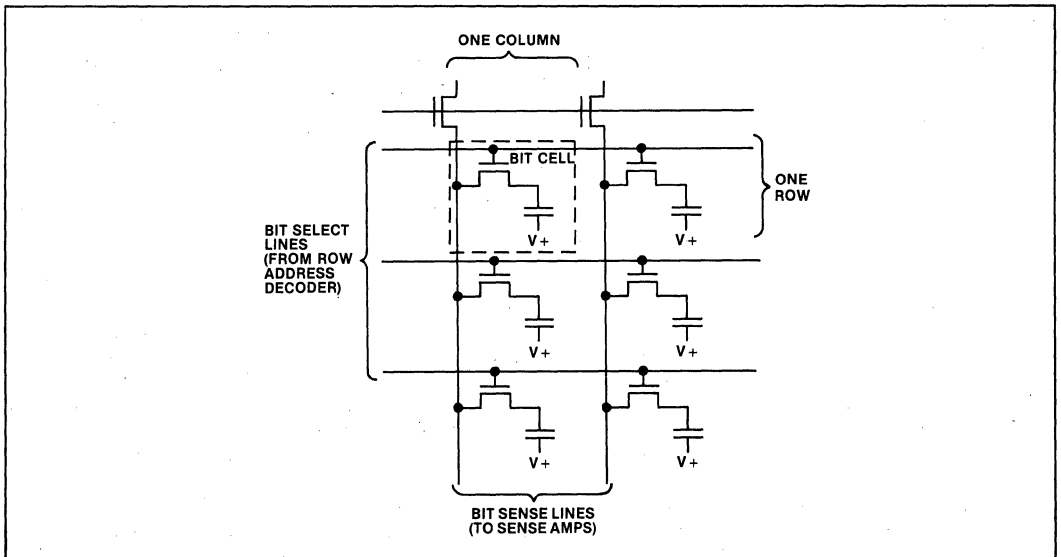 ONE COLUMN
BIT CELL
ONE
ROW
BIT SELECT
LINES
(FROM ROW
ADDRESS
DECODER)
V+
V+
V+
V+
V+
V+
BIT SENSE LINES
(TO SENSE AMPS)